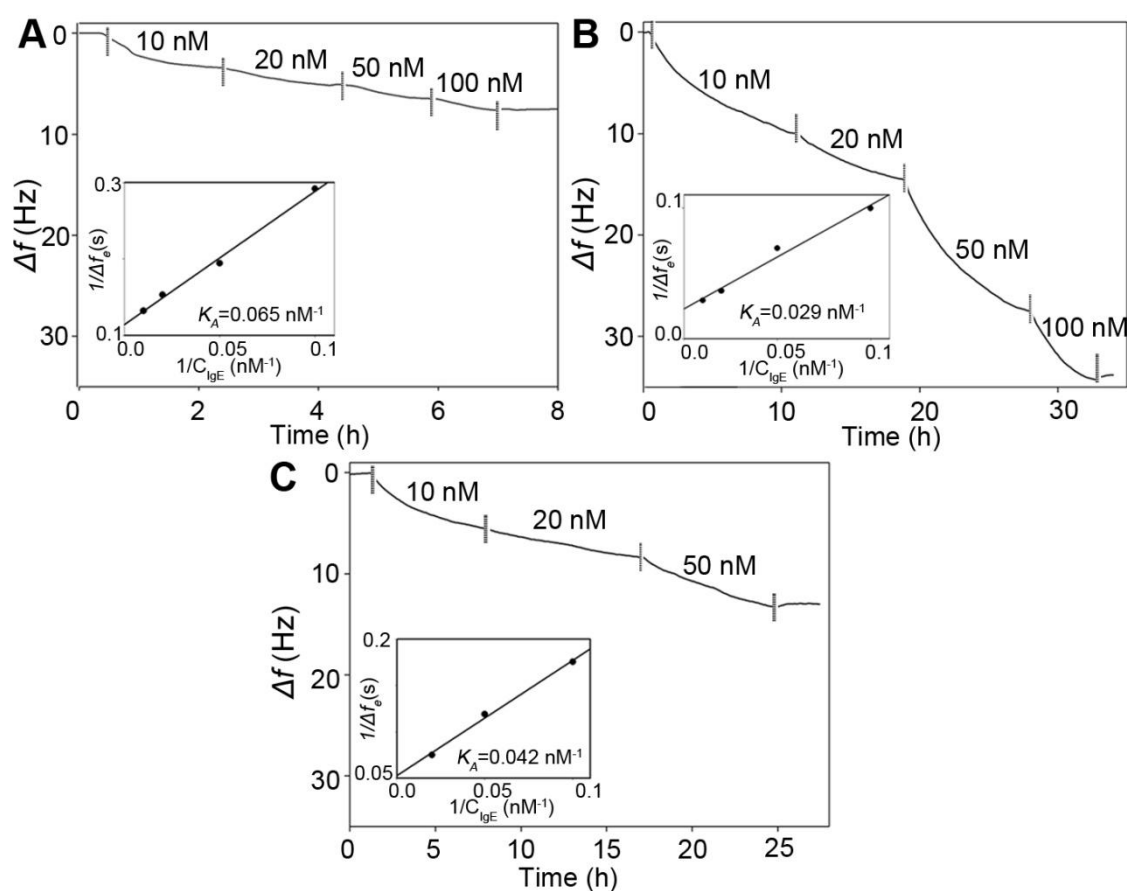 A
0
10
20
30
Δf (Hz)
10 nM
20 nM
50 nM
100 nM
0.3
0.1
1/Δfe(s)
KA=0.065 nM-1
0.0 0.05 0.1
1/CIgE (nM-1)
0 2 4 6 8
Time (h)
B
0
10
20
30
Δf (Hz)
10 nM
20 nM
50 nM
100 nM
0.1
0.0
1/Δfe(s)
KA=0.029 nM-1
0.0 0.05 0.1
1/CIgE (nM-1)
0 10 20 30
Time (h)
C
0
10
20
30
Δf (Hz)
10 nM
20 nM
50 nM
0.2
0.05
1/Δfe(s)
KA=0.042 nM-1
0.0 0.05 0.1
1/CIgE (nM-1)
0 5 10 15 20 25
Time (h)